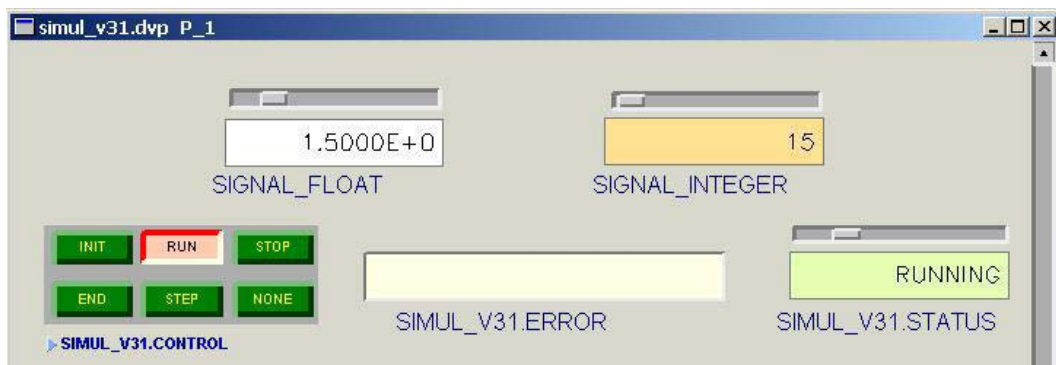 simul_v31.dvp P_1
1.5000E+0
15
SIGNAL_FLOAT
SIGNAL_INTEGER
INIT RUN STOP
RUNNING
END STEP NONE
SIMUL_V31.ERROR
SIMUL_V31.STATUS
SIMUL_V31.CONTROL